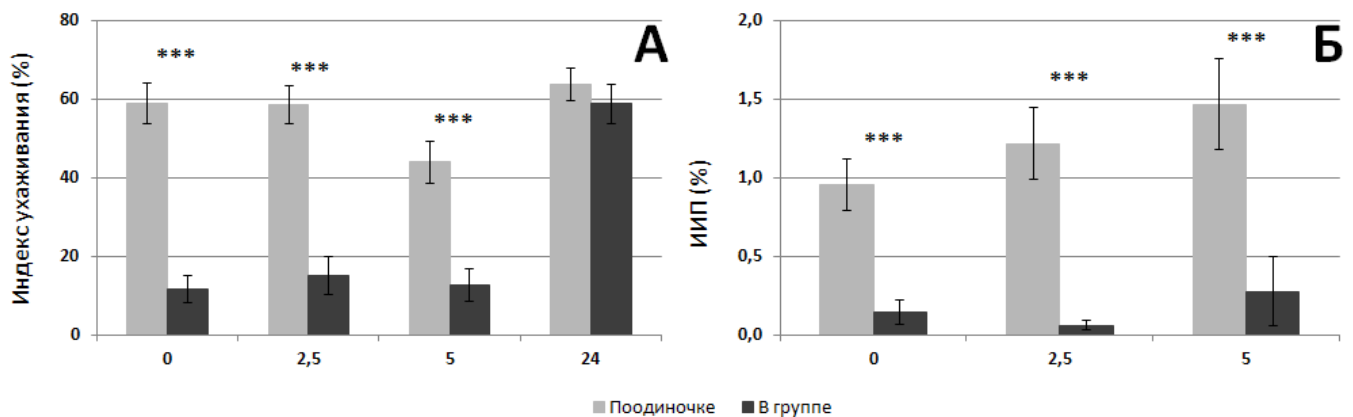 Индекс ухаживания (%)
80
60
40
20
0
***
***
***
А
0 2,5 5 24
ИИП (%)
2,0
1,5
1,0
0,5
0,0
***
***
***
Б
0 2,5 5
Поодиночке В группе